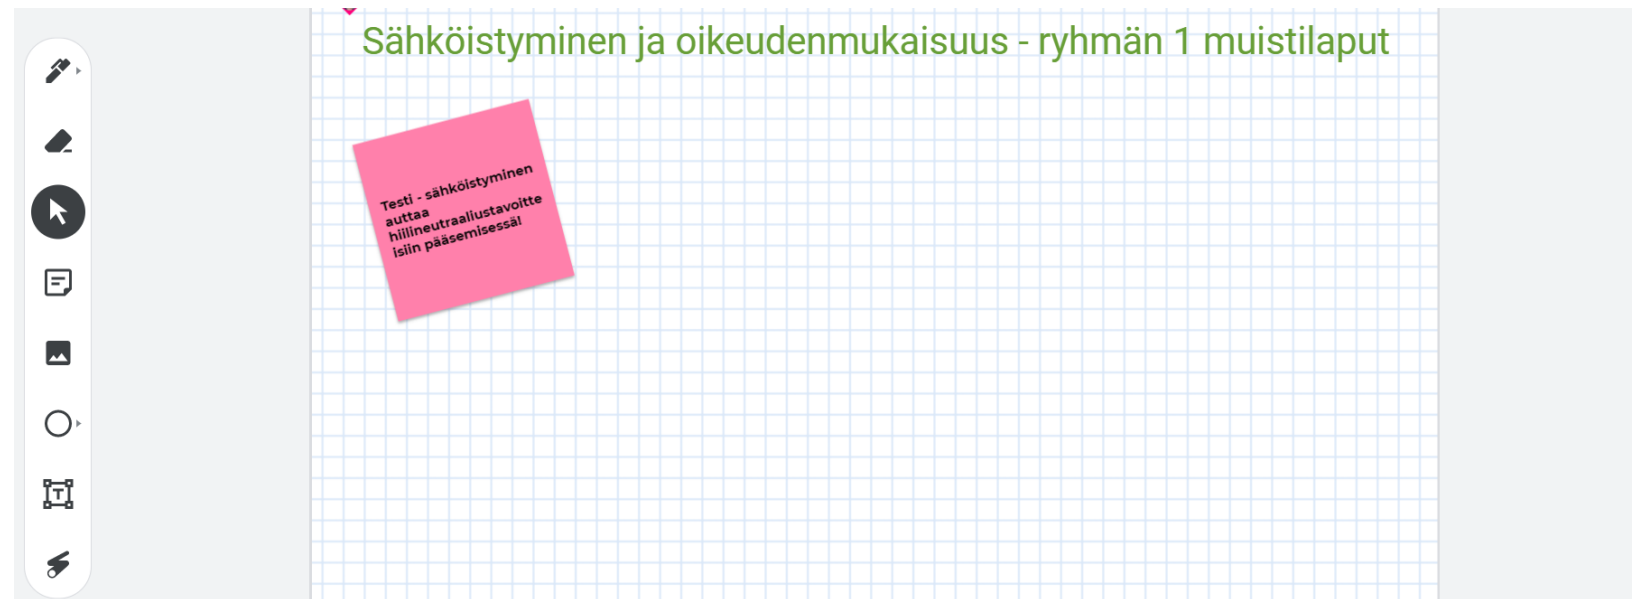 Sähköistyminen ja oikeudenmukaisuus - ryhmän 1 muistilaput
Testi - sähköistyminen
auttaa
hiilineutraaliustavoitte
isiin pääsemisessä!